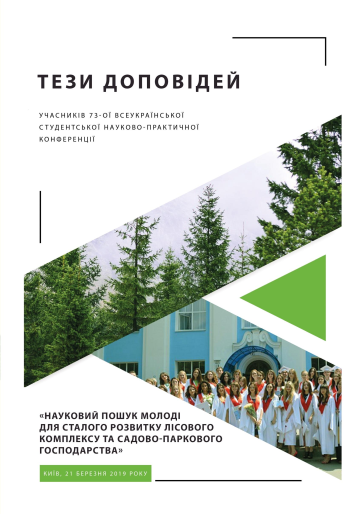 ТЕЗИ ДОПОВІДЕЙ
УЧАСНИКІВ 73-ОЇ ВСЕУКРАЇНСЬКОЇ
СТУДЕНТСЬКОЇ НАУКОВО-ПРАКТИЧНОЇ
КОНФЕРЕНЦІЇ
«НАУКОВИЙ ПОШУК МОЛОДІ
ДЛЯ СТАЛОГО РОЗВИТКУ ЛІСОВОГО
КОМПЛЕКСУ ТА САДОВО-ПАРКОВОГО
ГОСПОДАРСТВА»
КИЇВ, 21 БЕРЕЗНЯ 2019 РОКУ